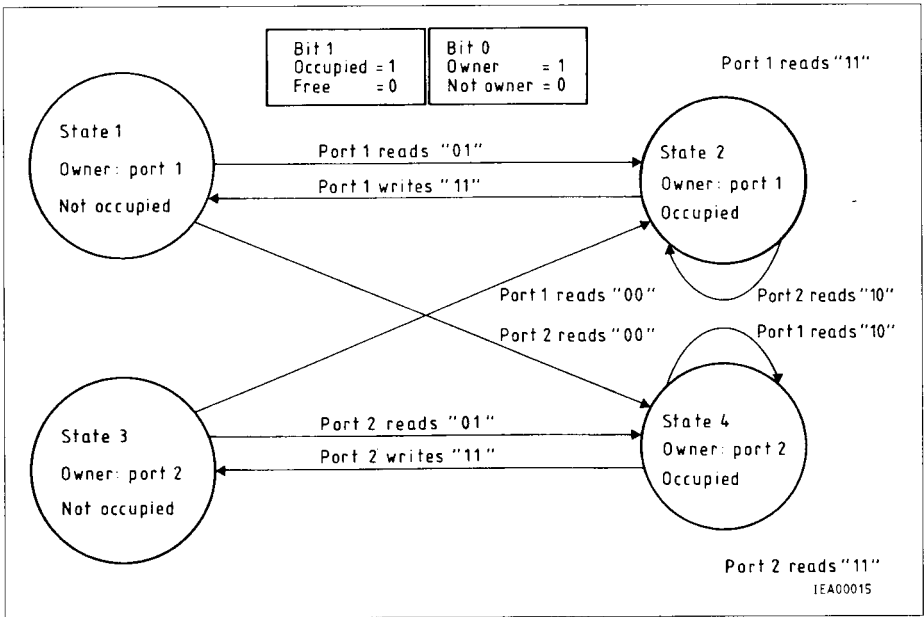 Bit 1
Occupied = 1
Free = 0
Bit 0
Owner = 1
Not owner = 0
Port 1 reads "11"
State 1
Owner: port 1
Not occupied
Port 1 reads "01"
Port 1 writes "11"
State 2
Owner: port 1
Occupied
Port 1 reads "00"
Port 2 reads "10"
Port 2 reads "00"
Port 1 reads "10"
State 3
Owner: port 2
Not occupied
Port 2 reads "01"
Port 2 writes "11"
State 4
Owner: port 2
Occupied
Port 2 reads "11"
IEA00015